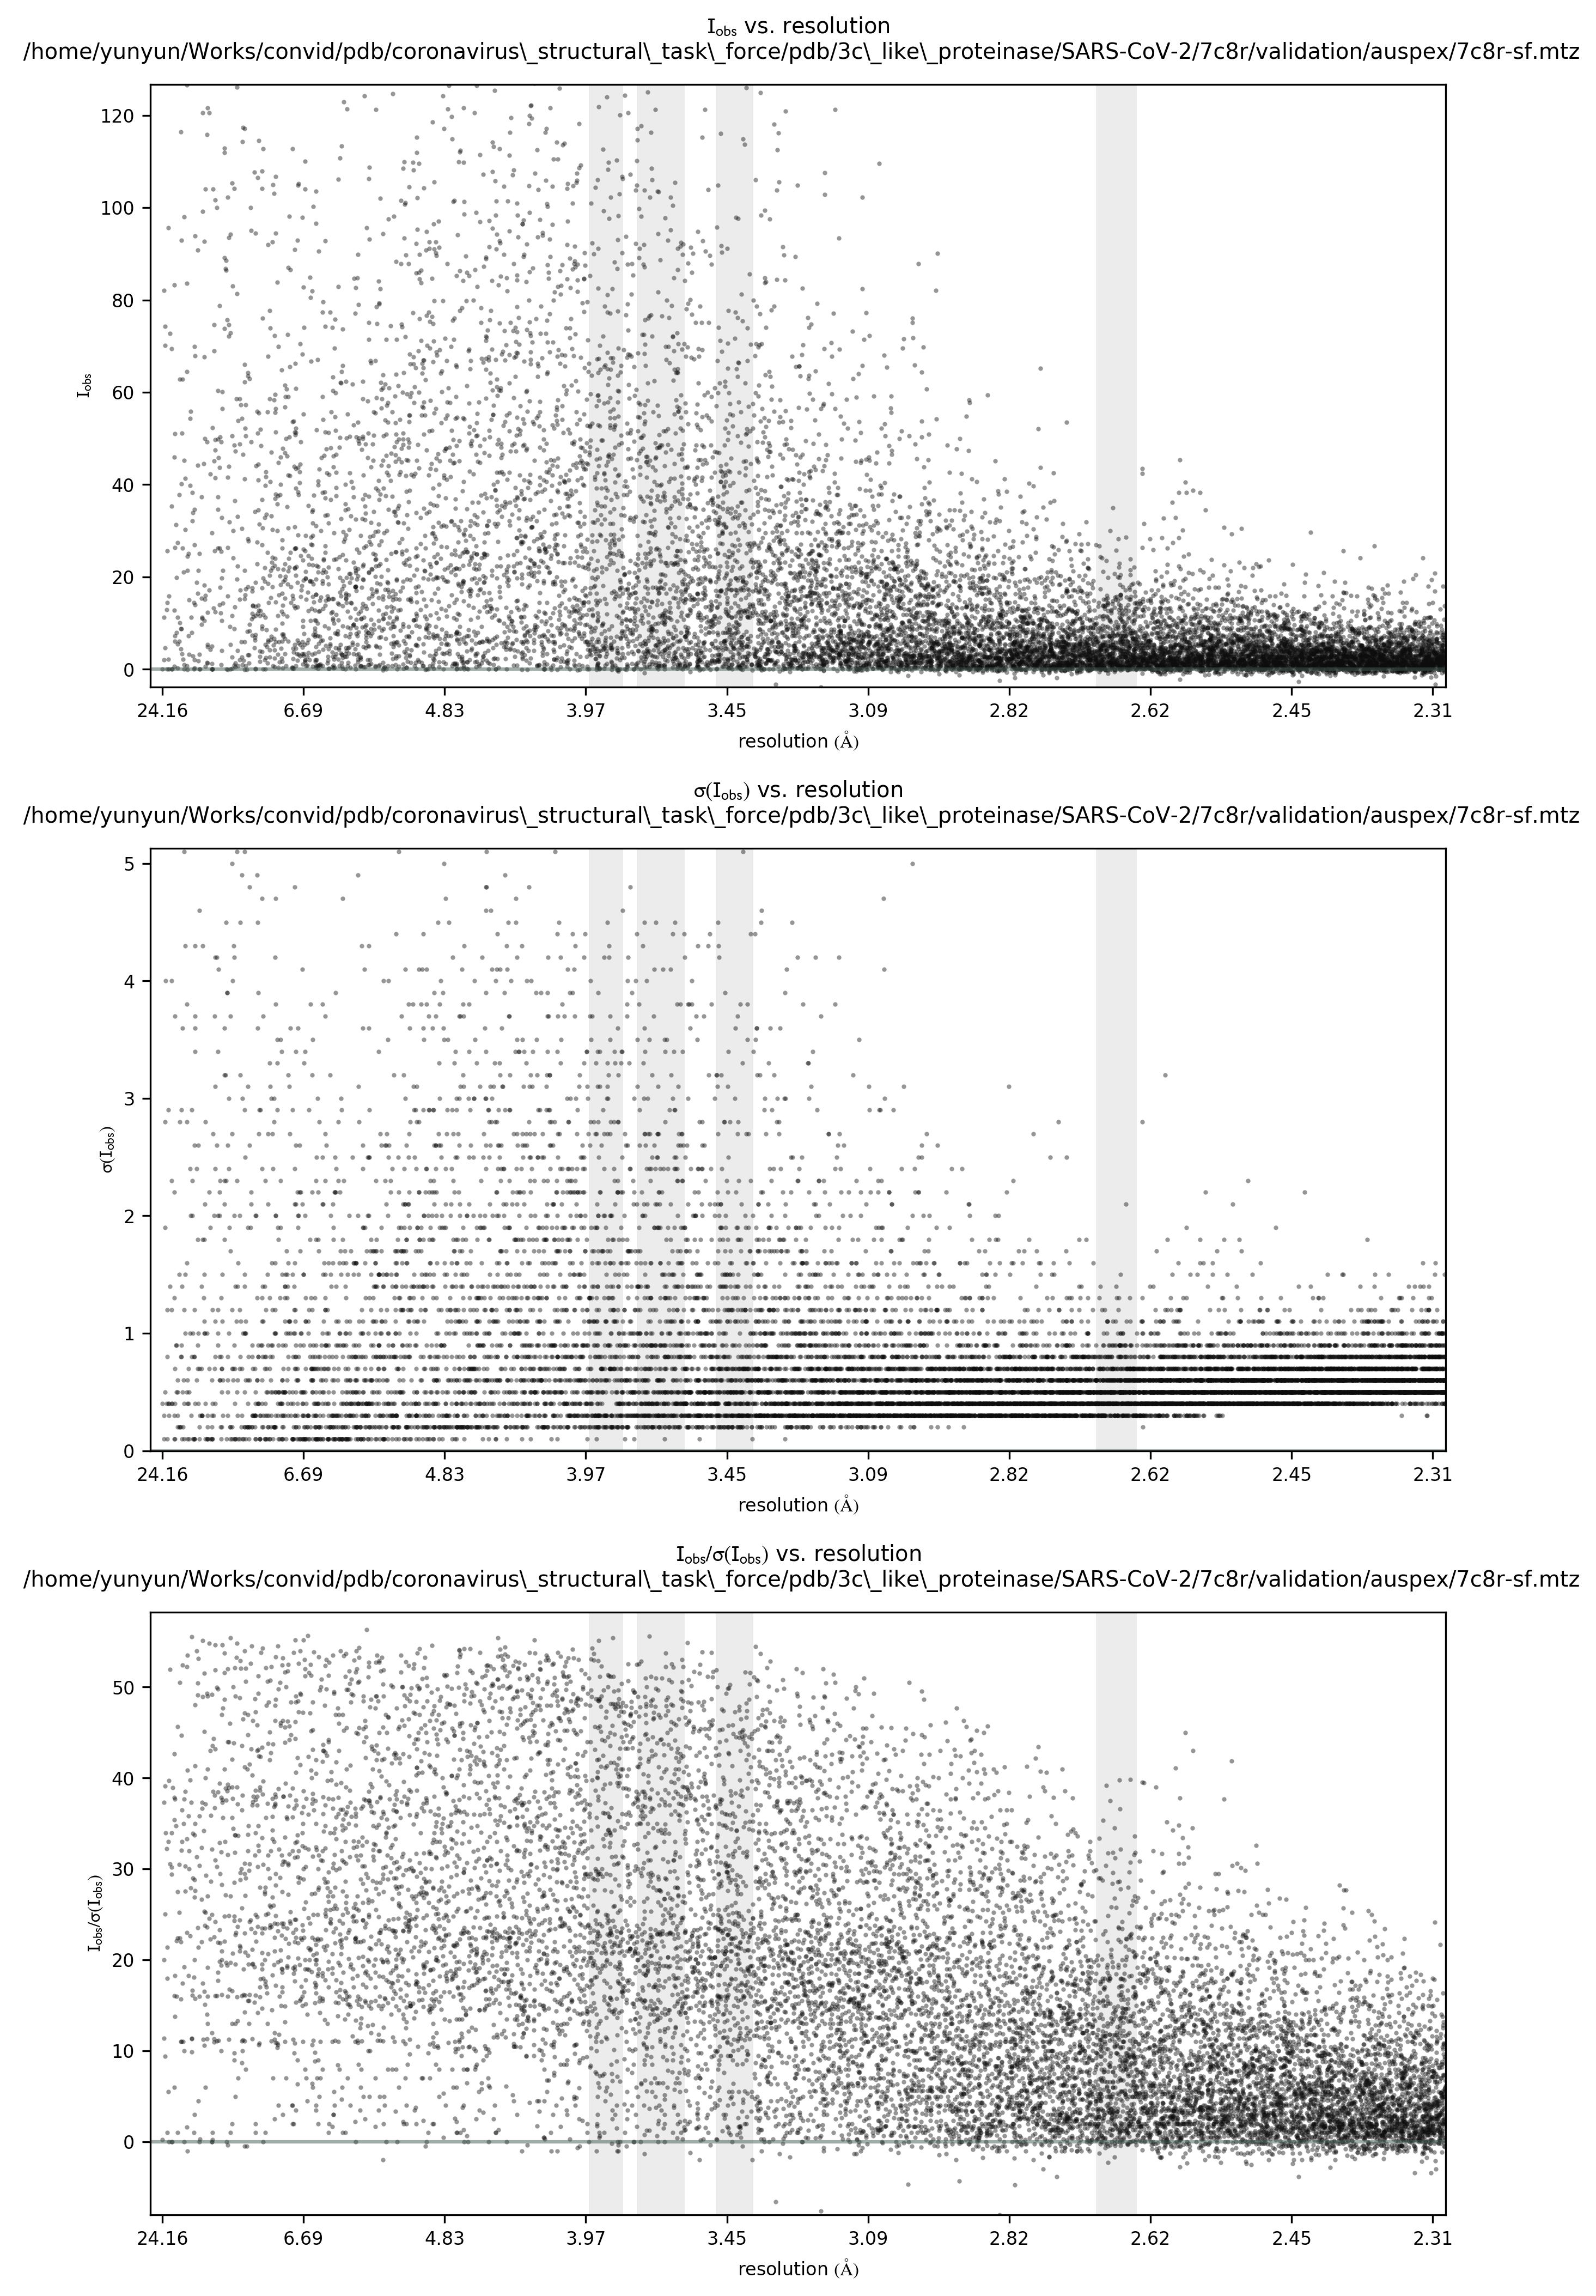 I_obs vs. resolution
/home/yunyun/Works/convid/pdb/coronavirus\_structural\_task\_force/pdb/3c\_like\_proteinase/SARS-CoV-2/7c8r/validation/auspex/7c8r-sf.mtz
120
100
80
60
40
20
0
I_obs
24.16 6.69 4.83 3.97 3.45 3.09 2.82 2.62 2.45 2.31
resolution (Å)
σ(I_obs) vs. resolution
/home/yunyun/Works/convid/pdb/coronavirus\_structural\_task\_force/pdb/3c\_like\_proteinase/SARS-CoV-2/7c8r/validation/auspex/7c8r-sf.mtz
5
4
3
2
1
0
σ(I_obs)
24.16 6.69 4.83 3.97 3.45 3.09 2.82 2.62 2.45 2.31
resolution (Å)
I_obs/σ(I_obs) vs. resolution
/home/yunyun/Works/convid/pdb/coronavirus\_structural\_task\_force/pdb/3c\_like\_proteinase/SARS-CoV-2/7c8r/validation/auspex/7c8r-sf.mtz
50
40
30
20
10
0
I_obs/σ(I_obs)
24.16 6.69 4.83 3.97 3.45 3.09 2.82 2.62 2.45 2.31
resolution (Å)